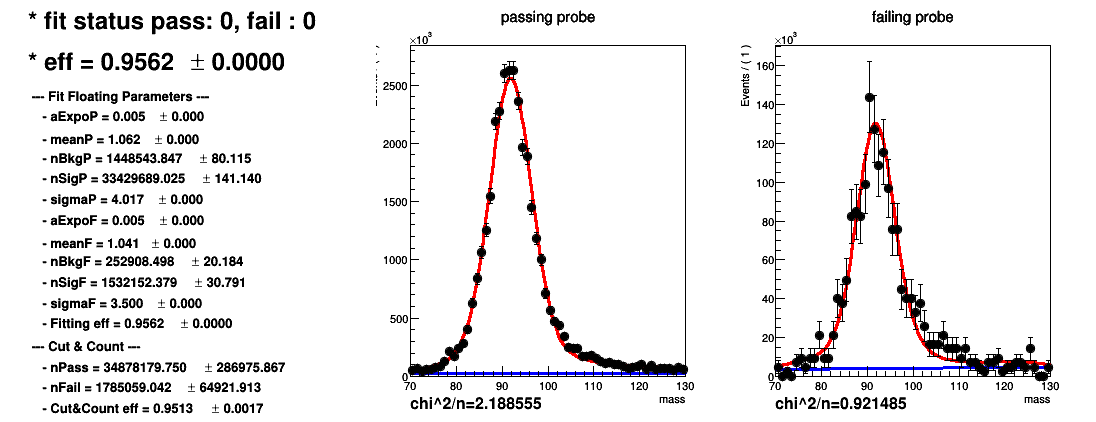 * fit status pass: 0, fail : 0
* eff = 0.9562 ± 0.0000
--- Fit Floating Parameters ---
- aExpoP = 0.005 ± 0.000
- meanP = 1.062 ± 0.000
- nBkgP = 1448543.847 ± 80.115
- nSigP = 33429689.025 ± 141.140
- sigmaP = 4.017 ± 0.000
- aExpoF = 0.005 ± 0.000
- meanF = 1.041 ± 0.000
- nBkgF = 252908.498 ± 20.184
- nSigF = 1532152.379 ± 30.791
- sigmaF = 3.500 ± 0.000
- Fitting eff = 0.9562 ± 0.0000
--- Cut & Count ---
- nPass = 34878179.750 ± 286975.867
- nFail = 1785059.042 ± 64921.913
- Cut&Count eff = 0.9513 ± 0.0017
passing probe
×10³
2500
2000
1500
1000
500
0
70 80 90 100 110 120 130
mass
chi^2/n=2.188555
failing probe
×10³
Events / ( 1 )
160
140
120
100
80
60
40
20
0
70 80 90 100 110 120 130
mass
chi^2/n=0.921485